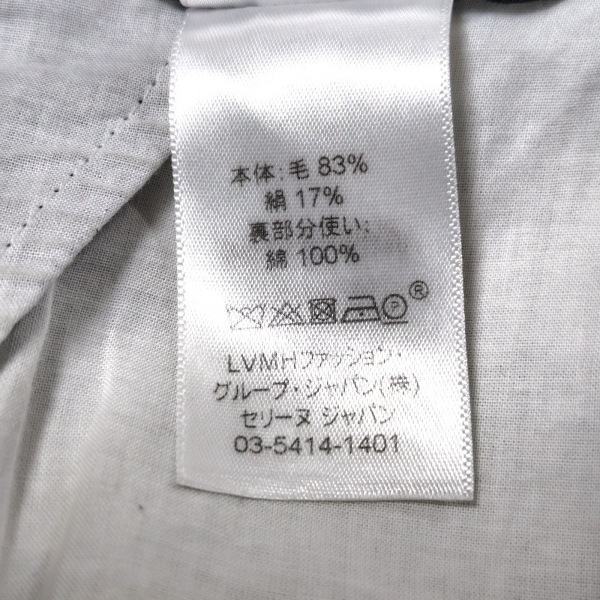 本体:毛 83%
絹 17%
裏部分使い:
綿 100%
P ®
LVMHファッション・
グループ・ジャパン(株)
セリーヌ ジャパン
03-5414-1401